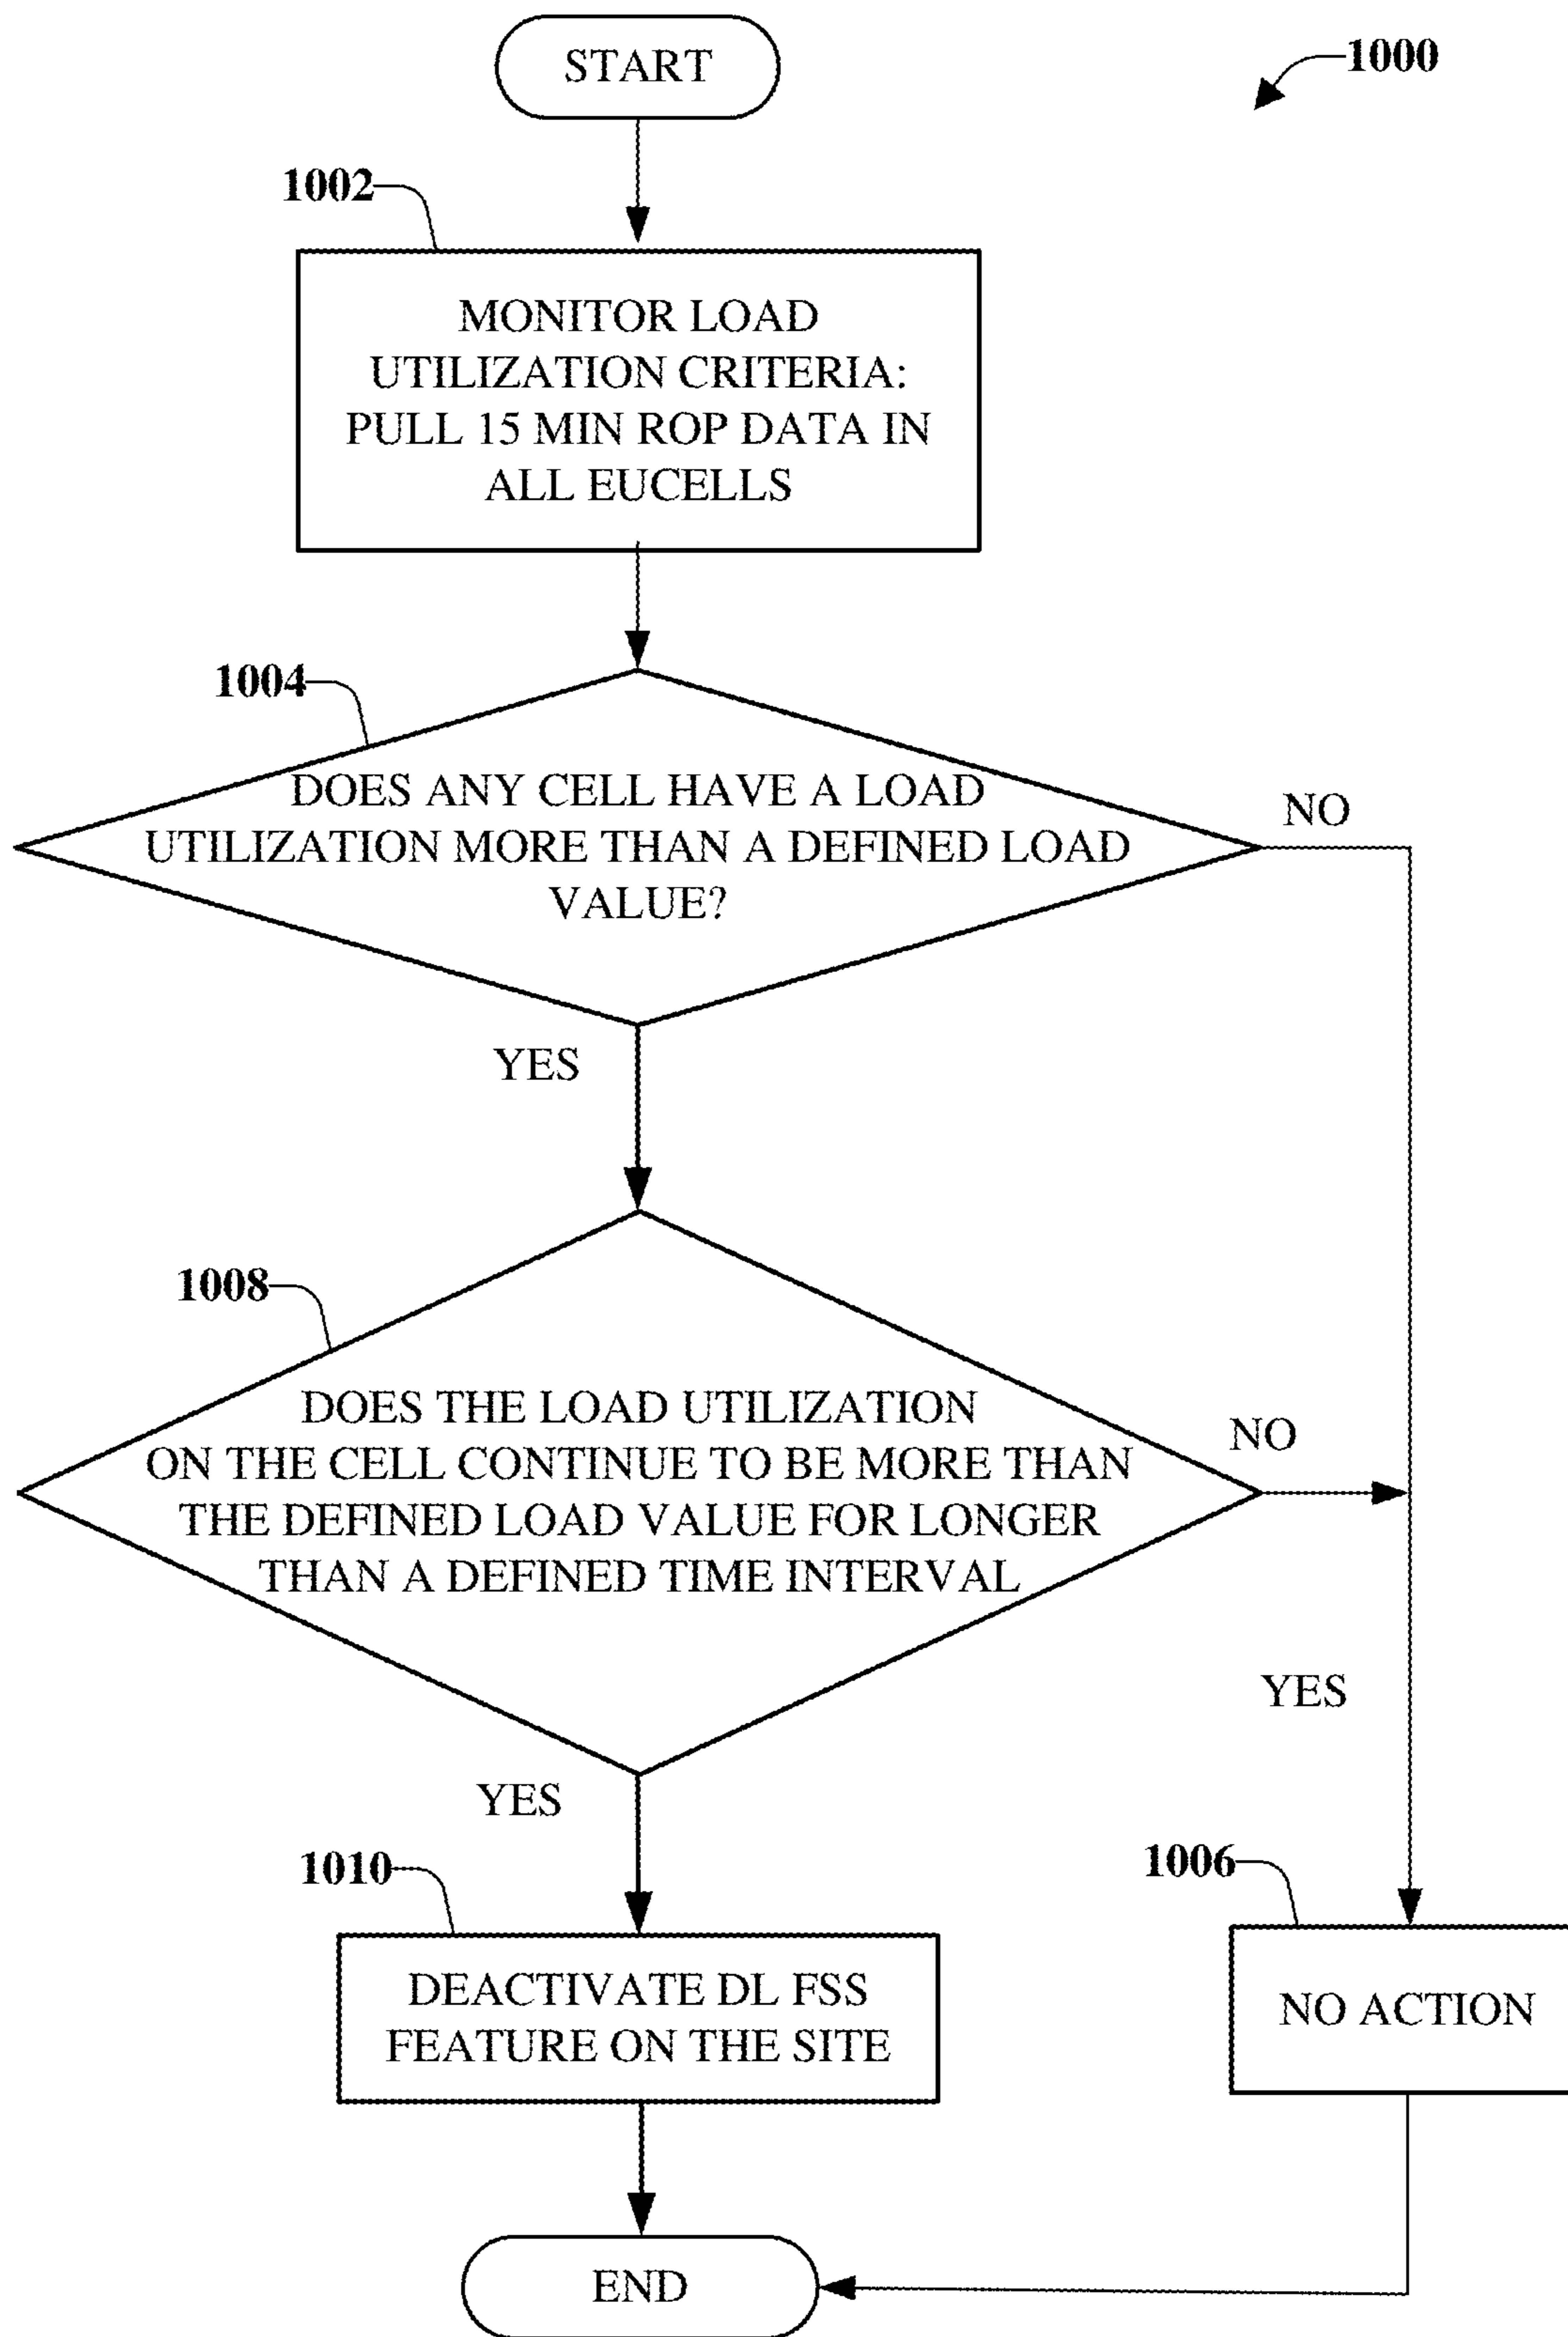 START
1000
1002
MONITOR LOAD
UTILIZATION CRITERIA:
PULL 15 MIN ROP DATA IN
ALL EUCELLS
1004
DOES ANY CELL HAVE A LOAD
UTILIZATION MORE THAN A DEFINED LOAD
VALUE?
NO
YES
1008
DOES THE LOAD UTILIZATION
ON THE CELL CONTINUE TO BE MORE THAN
THE DEFINED LOAD VALUE FOR LONGER
THAN A DEFINED TIME INTERVAL
NO
YES
YES
1010
DEACTIVATE DL FSS
FEATURE ON THE SITE
1006
NO ACTION
END